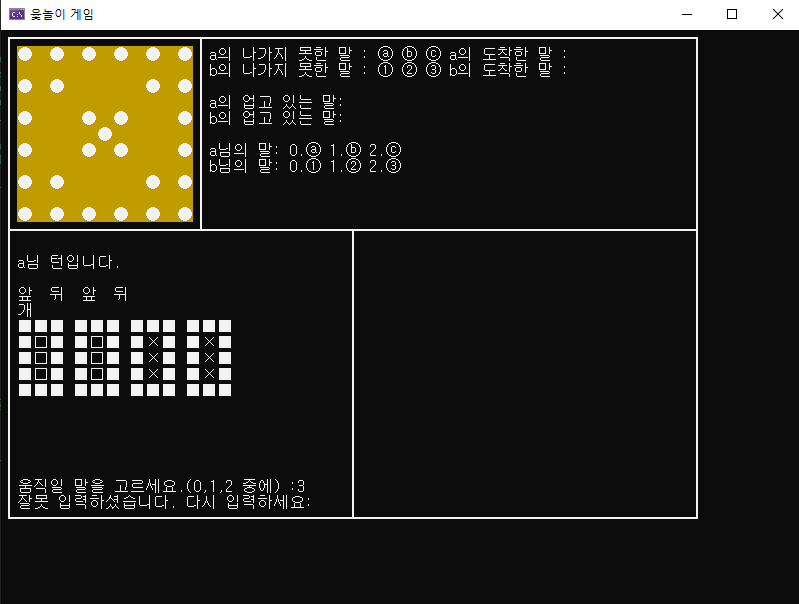 윷놀이 게임
a의 나가지 못한 말 : ⓐ ⓑ ⓒ a의 도착한 말 :
b의 나가지 못한 말 : ① ② ③ b의 도착한 말 :
a의 업고 있는 말:
b의 업고 있는 말:
a님의 말: 0.ⓐ 1.ⓑ 2.ⓒ
b님의 말: 0.① 1.② 2.③
a님 턴입니다.
앞 뒤 앞 뒤
개
움직일 말을 고르세요.(0,1,2 중에) :3
잘못 입력하셨습니다. 다시 입력하세요: